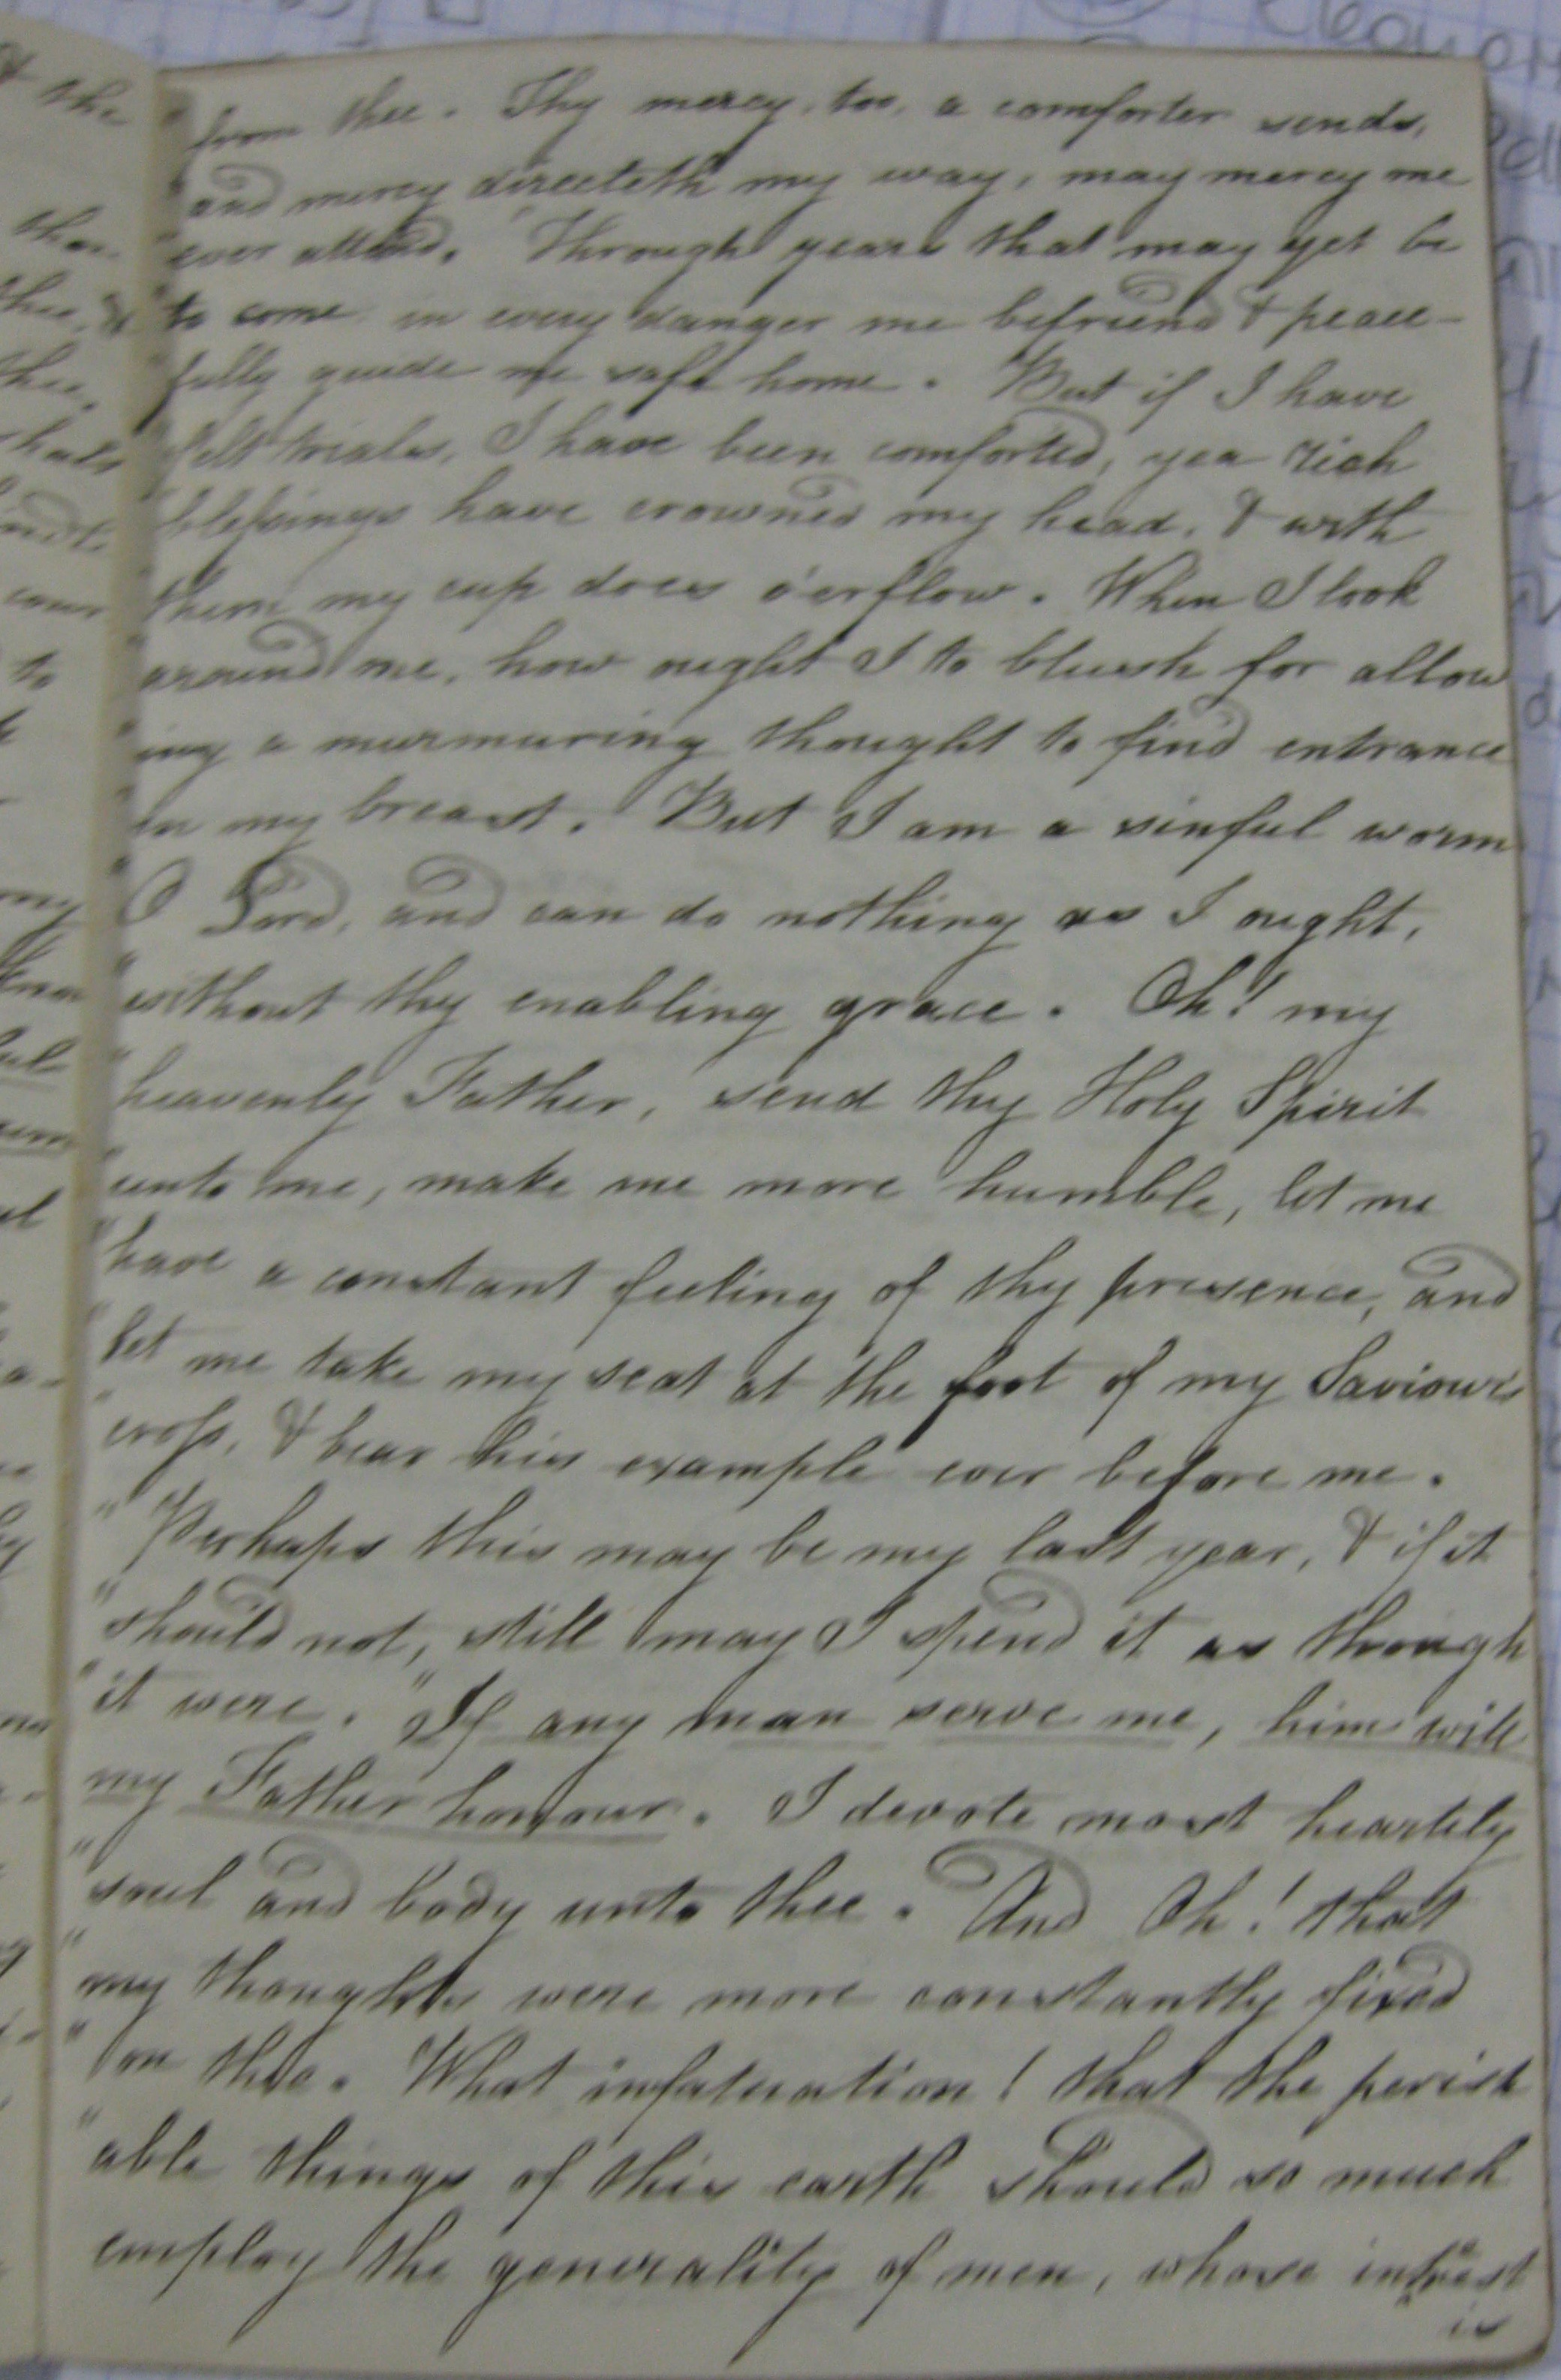 " from thee. Thy mercy, too, a comforter sends,
" and mercy directeth my way, may mercy me
" ever attend. "Through years that may yet be
" to come in every danger me befriend & peace-
" fully guide me safe home. But if I have
" felt trials, I have been comforted, yea rich
" blessings have crowned my head, & with
" them my cup does o'erflow. When I look
" around me, how ought I to blush for allow
" ing a murmuring thought to find entrance
" in my breast. But I am a sinful worm
" O Lord, and can do nothing as I ought,
" without thy enabling grace. Oh! my
" heavenly Father, send thy Holy Spirit
" unto me, make me more humble, let me
" have a constant feeling of thy presence, and
" let me take my seat at the foot of my Saviour's
" cross, & bear his example ever before me.
" Perhaps this may be my last year, & if it
" should not, still may I spend it as though
" it were. "If any man serve me, him will
my Father honour. I devote most heartily
" soul and body unto thee. And Oh! that
" my thoughts were more constantly fixed
" on thee. What infatuation! that the perish
" able things of this earth should so much
employ the generality of men, whose interest
is